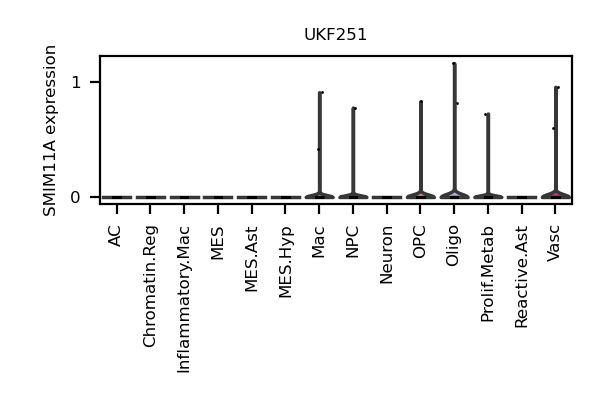 UKF251
SMIM11A expression
1
0
AC
Chromatin.Reg
Inflammatory.Mac
MES
MES.Ast
MES.Hyp
Mac
NPC
Neuron
OPC
Oligo
Prolif.Metab
Reactive.Ast
Vasc